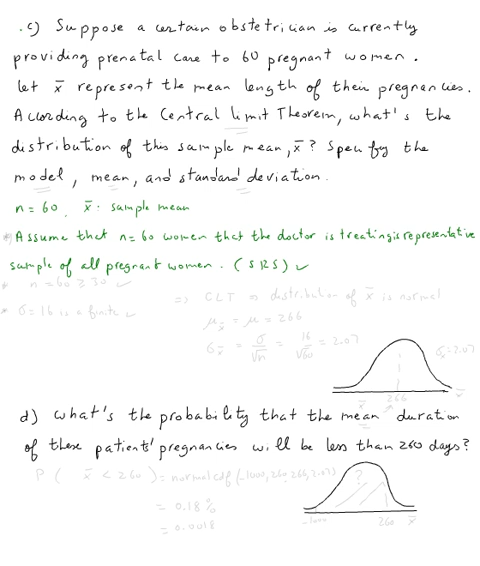 .c) Suppose a certain obstetrician is currently
providing prenatal care to 60 pregnant women.
let x̄ represent the mean length of their pregnancies.
According to the Central limit Theorem, what's the
distribution of this sample mean, x̄? Specify the
model, mean, and standard deviation.
n = 60, x̄: sample mean
* Assume that n=60 women that the doctor is treating is representative
sample of all pregnant women. (SRS) ✓
* n = 60 ≥ 30 ✓
* σ=16 is a finite ✓
=> CLT => distribution of x̄ is normal
μx̄ = μ = 266
σx̄ = σ/√n = 16/√60 = 2.07
σx̄=2.07
266
x̄
d) what's the probability that the mean duration
of these patients' pregnancies will be less than 260 days?
P ( x̄ < 260 ) = normalcdf (-1000, 260, 266, 2.07)
= 0.18%
= 0.0018
?
-1000 260 x̄